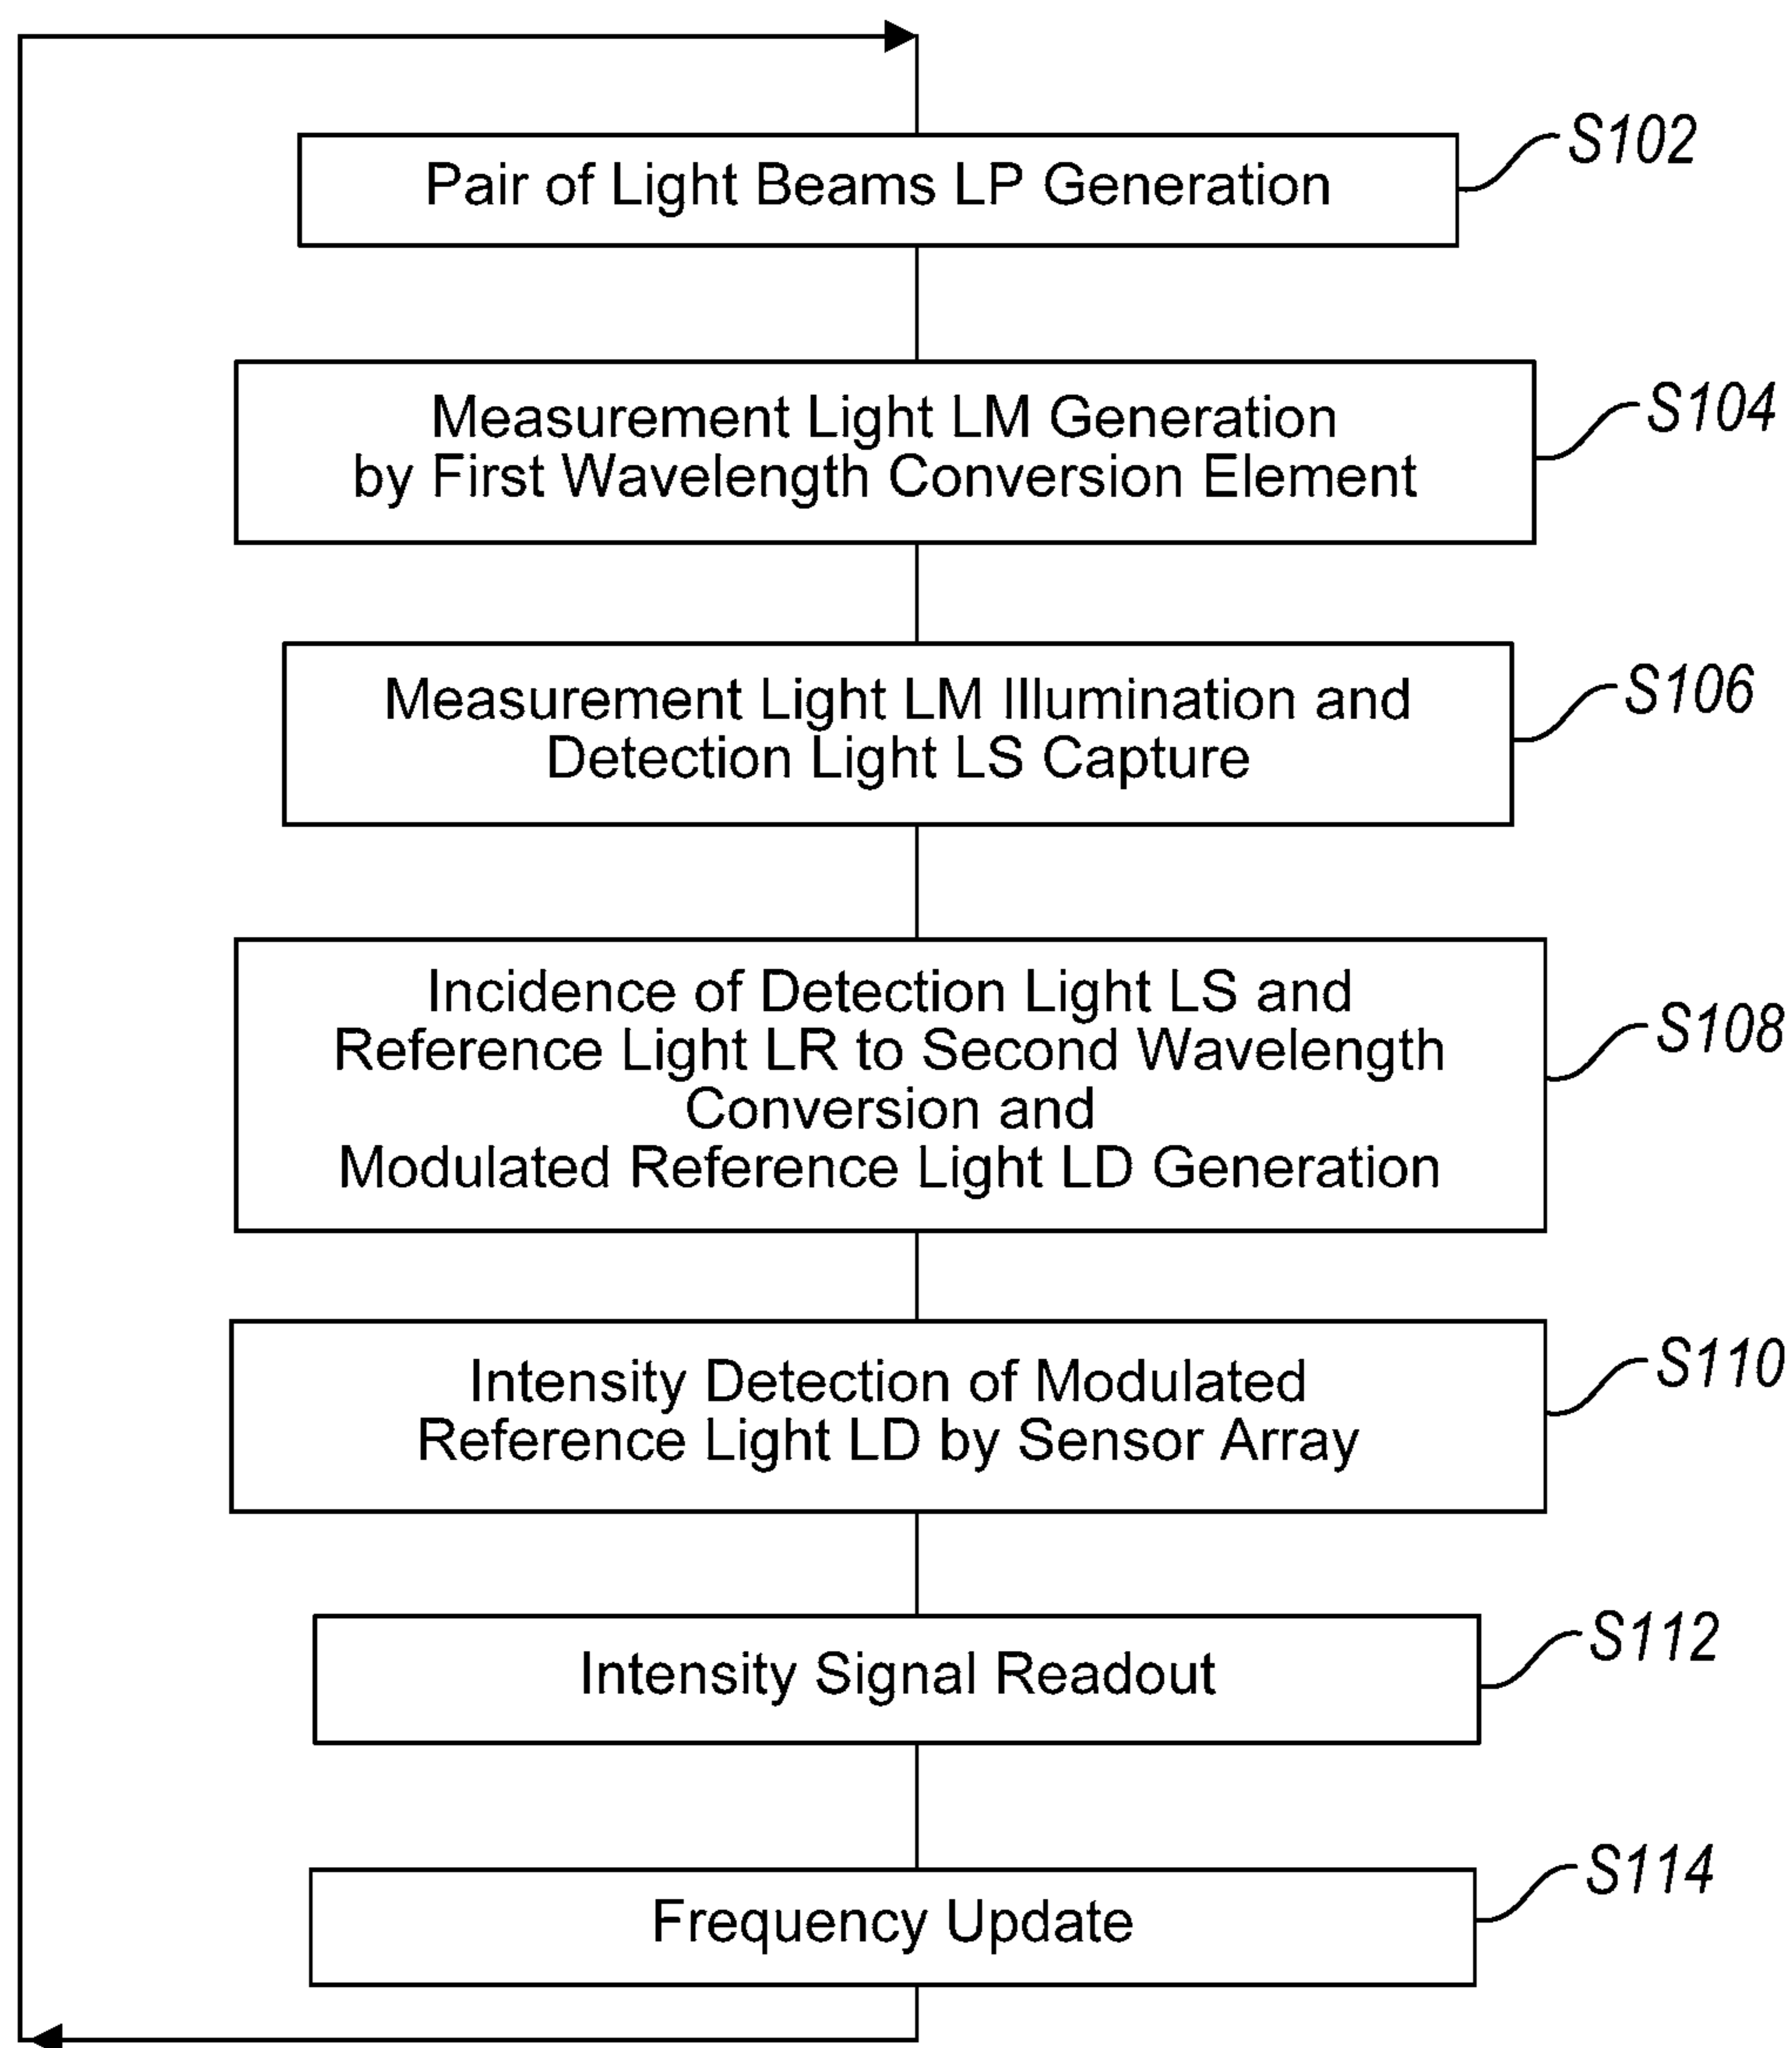 Pair of Light Beams LP Generation
S102
Measurement Light LM Generation
by First Wavelength Conversion Element
S104
Measurement Light LM Illumination and
Detection Light LS Capture
S106
Incidence of Detection Light LS and
Reference Light LR to Second Wavelength
Conversion and
Modulated Reference Light LD Generation
S108
Intensity Detection of Modulated
Reference Light LD by Sensor Array
S110
Intensity Signal Readout
S112
Frequency Update
S114